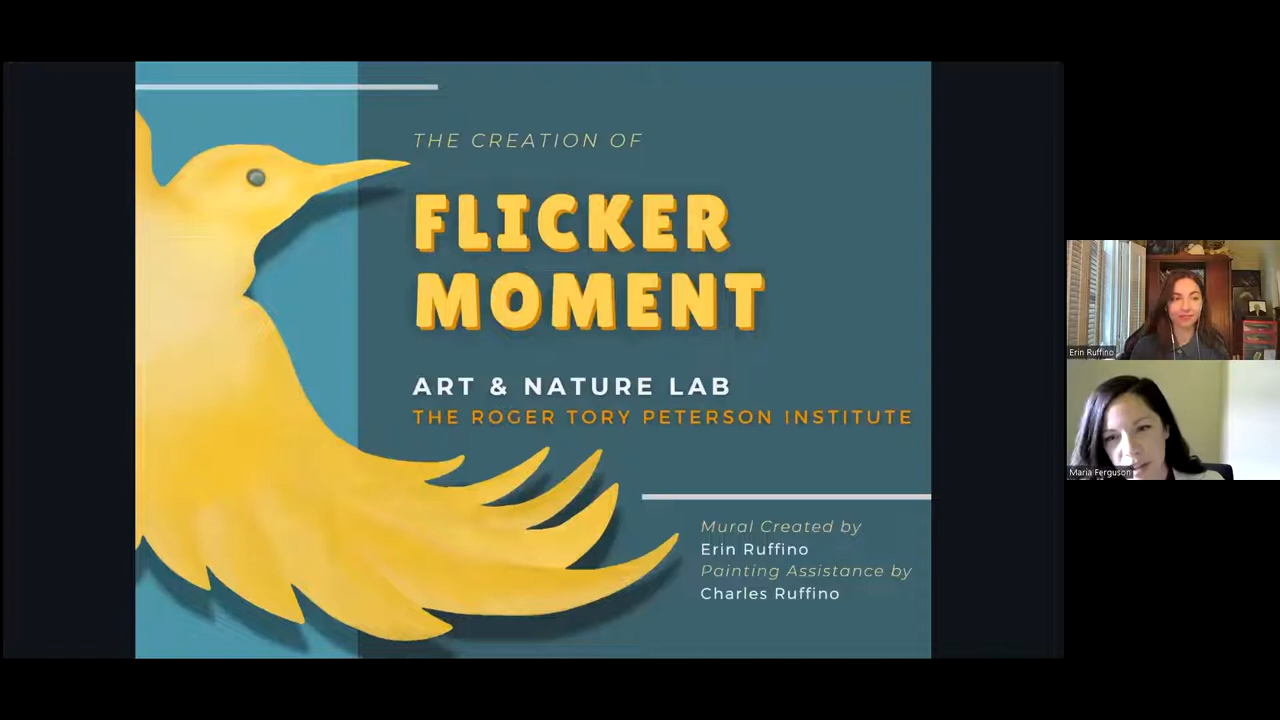 THE CREATION OF
FLICKER
MOMENT
ART & NATURE LAB
THE ROGER TORY PETERSON INSTITUTE
Mural Created by
Erin Ruffino
Painting Assistance by
Charles Ruffino
Erin Ruffino
Maria Ferguson